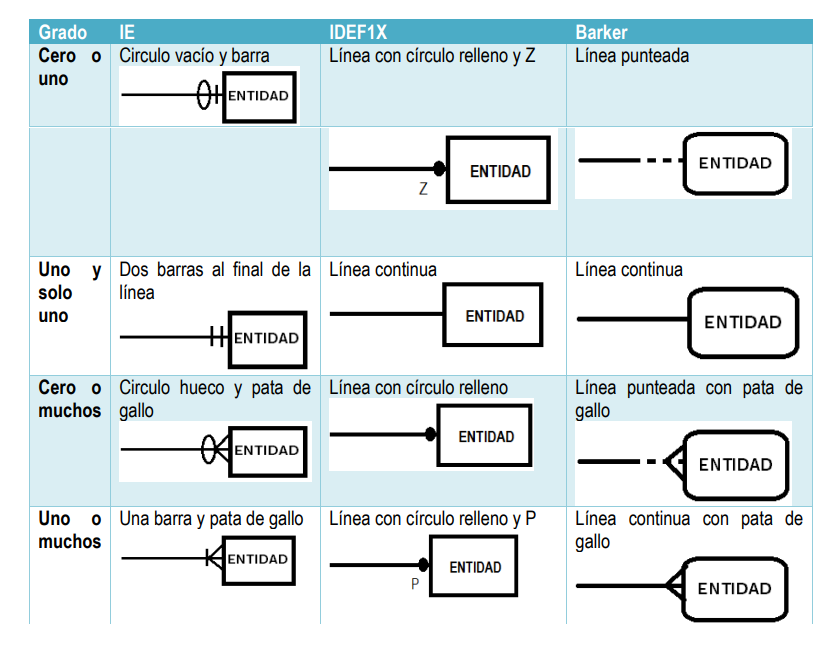 Grado IE IDEF1X Barker
Cero o
uno
Circulo vacío y barra
ENTIDAD
Línea con círculo relleno y Z
Línea punteada
ENTIDAD
Z
ENTIDAD
Uno y
solo
uno
Dos barras al final de la
línea
ENTIDAD
Línea continua
ENTIDAD
Línea continua
ENTIDAD
Cero o
muchos
Circulo hueco y pata de
gallo
ENTIDAD
Línea con círculo relleno
ENTIDAD
Línea punteada con pata de
gallo
ENTIDAD
Uno o
muchos
Una barra y pata de gallo
ENTIDAD
Línea con círculo relleno y P
ENTIDAD
P
Línea continua con pata de
gallo
ENTIDAD